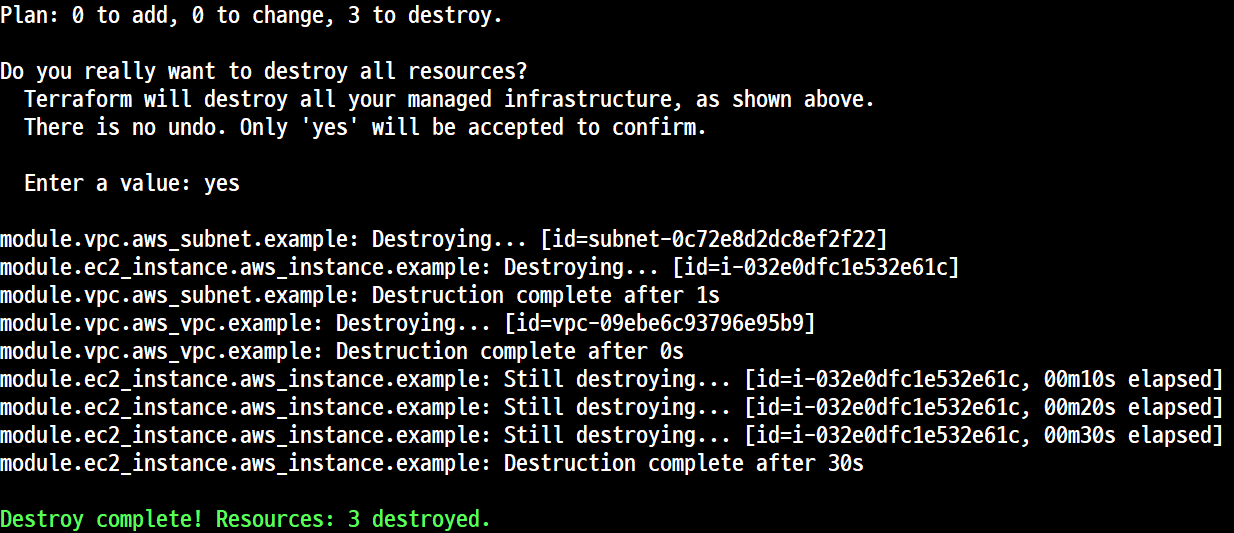 Plan: 0 to add, 0 to change, 3 to destroy.
Do you really want to destroy all resources?
Terraform will destroy all your managed infrastructure, as shown above.
There is no undo. Only 'yes' will be accepted to confirm.
Enter a value: yes
module.vpc.aws_subnet.example: Destroying... [id=subnet-0c72e8d2dc8ef2f22]
module.ec2_instance.aws_instance.example: Destroying... [id=i-032e0dfc1e532e61c]
module.vpc.aws_subnet.example: Destruction complete after 1s
module.vpc.aws_vpc.example: Destroying... [id=vpc-09ebe6c93796e95b9]
module.vpc.aws_vpc.example: Destruction complete after 0s
module.ec2_instance.aws_instance.example: Still destroying... [id=i-032e0dfc1e532e61c, 00m10s elapsed]
module.ec2_instance.aws_instance.example: Still destroying... [id=i-032e0dfc1e532e61c, 00m20s elapsed]
module.ec2_instance.aws_instance.example: Still destroying... [id=i-032e0dfc1e532e61c, 00m30s elapsed]
module.ec2_instance.aws_instance.example: Destruction complete after 30s
Destroy complete! Resources: 3 destroyed.